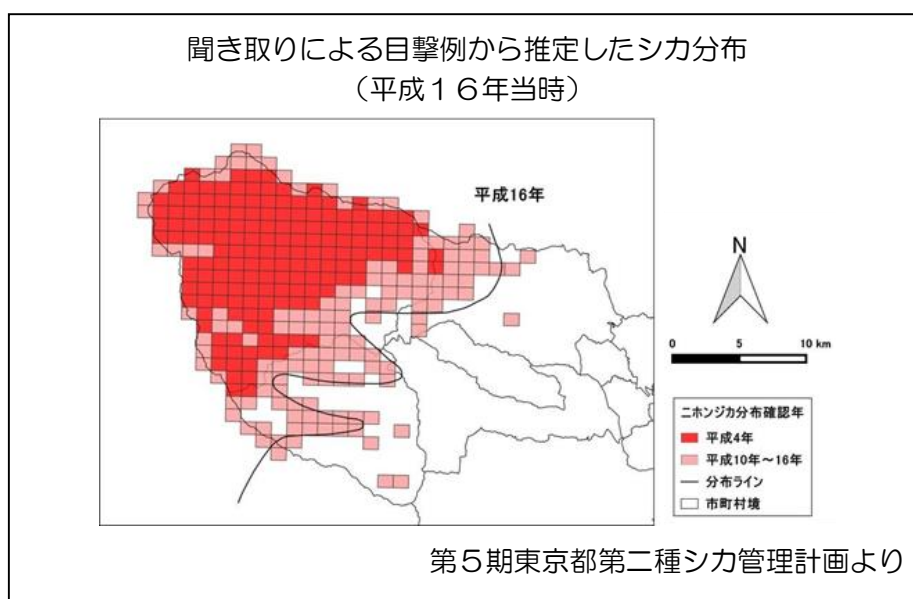 聞き取りによる目撃例から推定したシカ分布
（平成１６年当時）
平成16年
N
0 5 10 km
ニホンジカ分布確認年
平成4年
平成10年～16年
分布ライン
市町村境
第５期東京都第二種シカ管理計画より